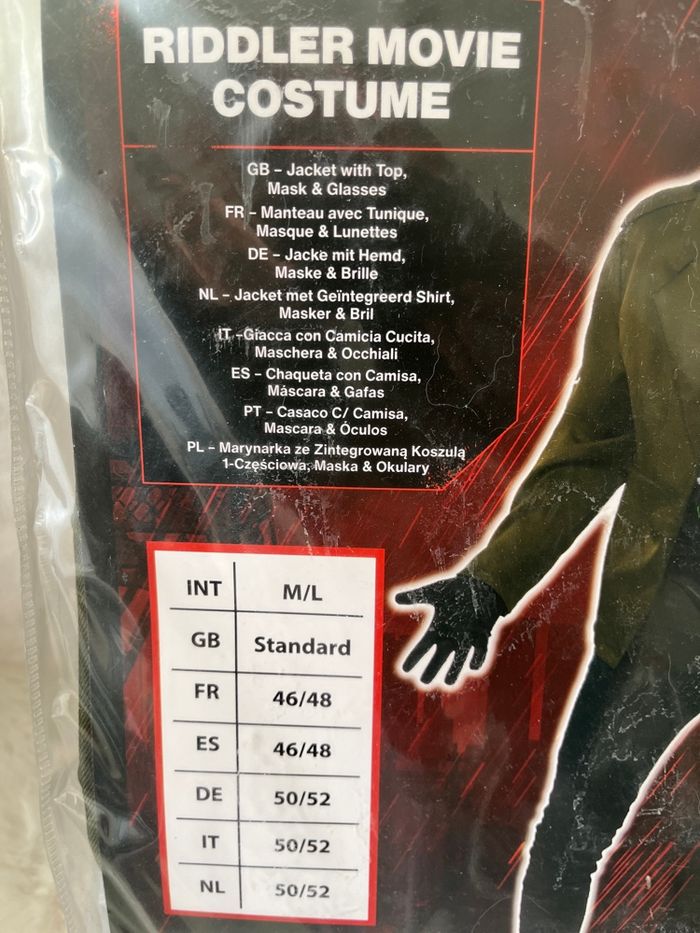 RIDDLER MOVIE
COSTUME
GB – Jacket with Top,
Mask & Glasses
FR – Manteau avec Tunique,
Masque & Lunettes
DE – Jacke mit Hemd,
Maske & Brille
NL – Jacket met Geïntegreerd Shirt,
Masker & Bril
IT –Giacca con Camicia Cucita,
Maschera & Occhiali
ES – Chaqueta con Camisa,
Máscara & Gafas
PT – Casaco C/ Camisa,
Mascara & Óculos
PL – Marynarka ze Zintegrowaną Koszulą
1-Częściowa, Maska & Okulary
INT M/L
GB Standard
FR 46/48
ES 46/48
DE 50/52
IT 50/52
NL 50/52